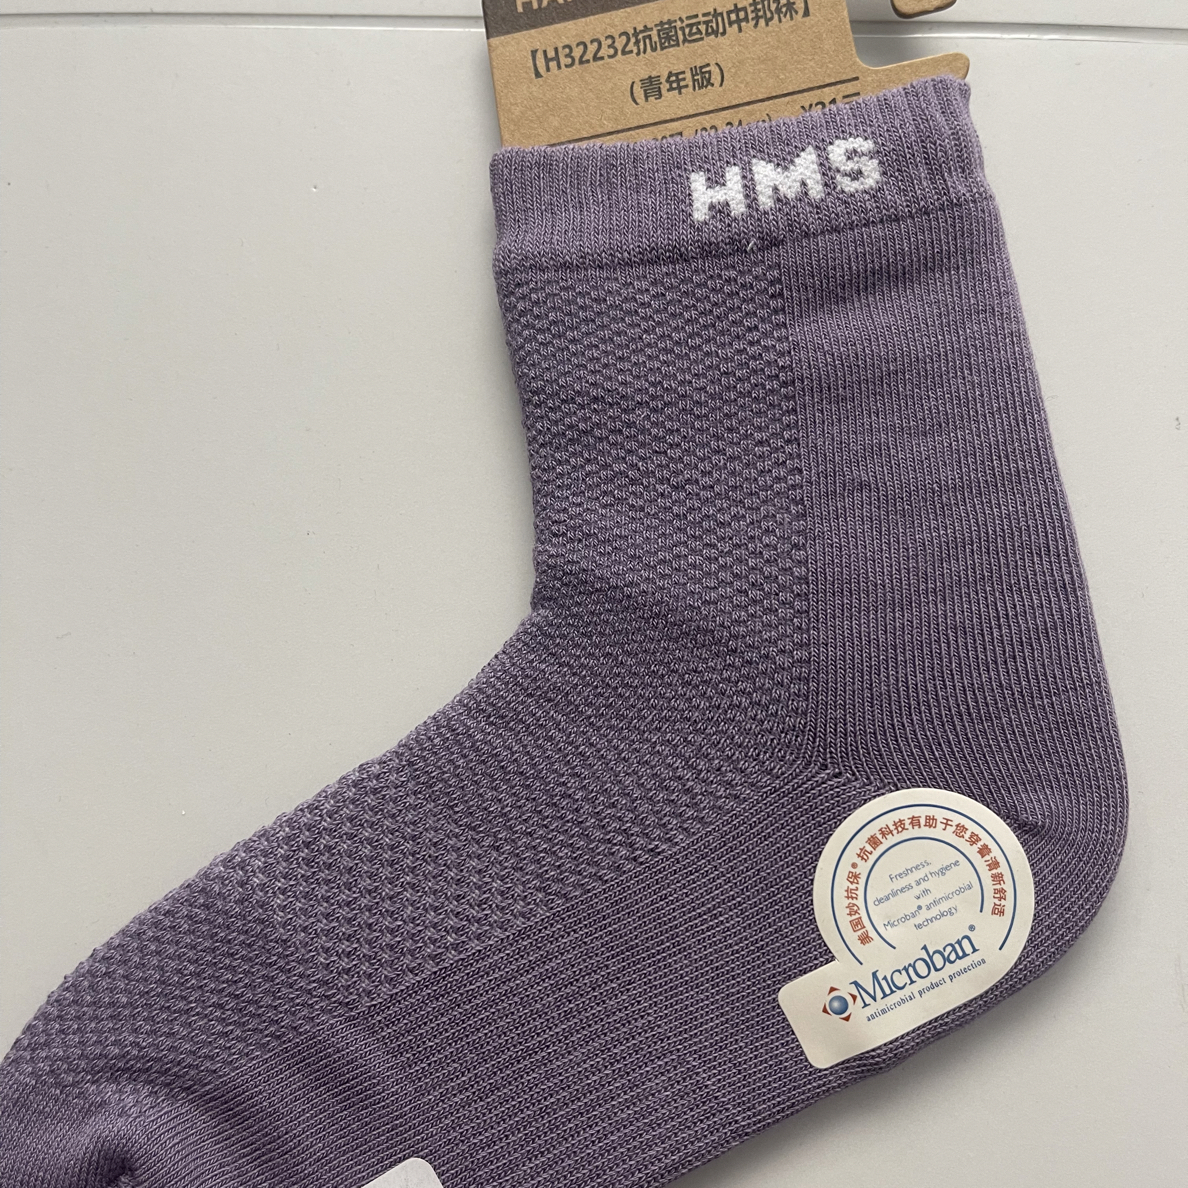 【H32232抗菌运动中邦袜】
(青年版)
HMS
美国妙抗保®抗菌科技有助于您穿着清新舒适
Freshness,
cleanliness and hygiene
with
Microban® antimicrobial
technology
Microban®
antimicrobial product protection